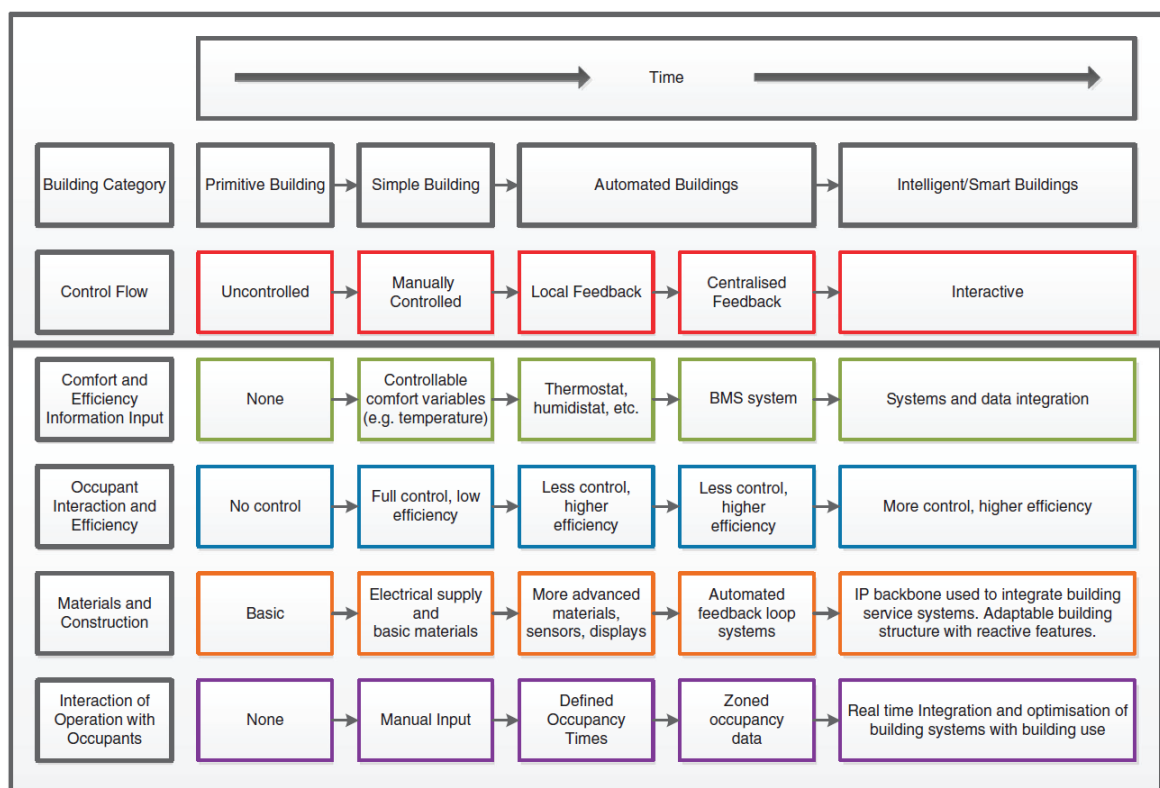 Time
Building Category
Primitive Building
Simple Building
Automated Buildings
Intelligent/Smart Buildings
Control Flow
Uncontrolled
Manually
Controlled
Local Feedback
Centralised
Feedback
Interactive
Comfort and
Efficiency
Information Input
None
Controllable
comfort variables
(e.g. temperature)
Thermostat,
humidistat, etc.
BMS system
Systems and data integration
Occupant
Interaction and
Efficiency
No control
Full control, low
efficiency
Less control,
higher
efficiency
Less control,
higher
efficiency
More control, higher efficiency
Materials and
Construction
Basic
Electrical supply
and
basic materials
More advanced
materials,
sensors, displays
Automated
feedback loop
systems
IP backbone used to integrate building
service systems. Adaptable building
structure with reactive features.
Interaction of
Operation with
Occupants
None
Manual Input
Defined
Occupancy
Times
Zoned
occupancy
data
Real time Integration and optimisation of
building systems with building use